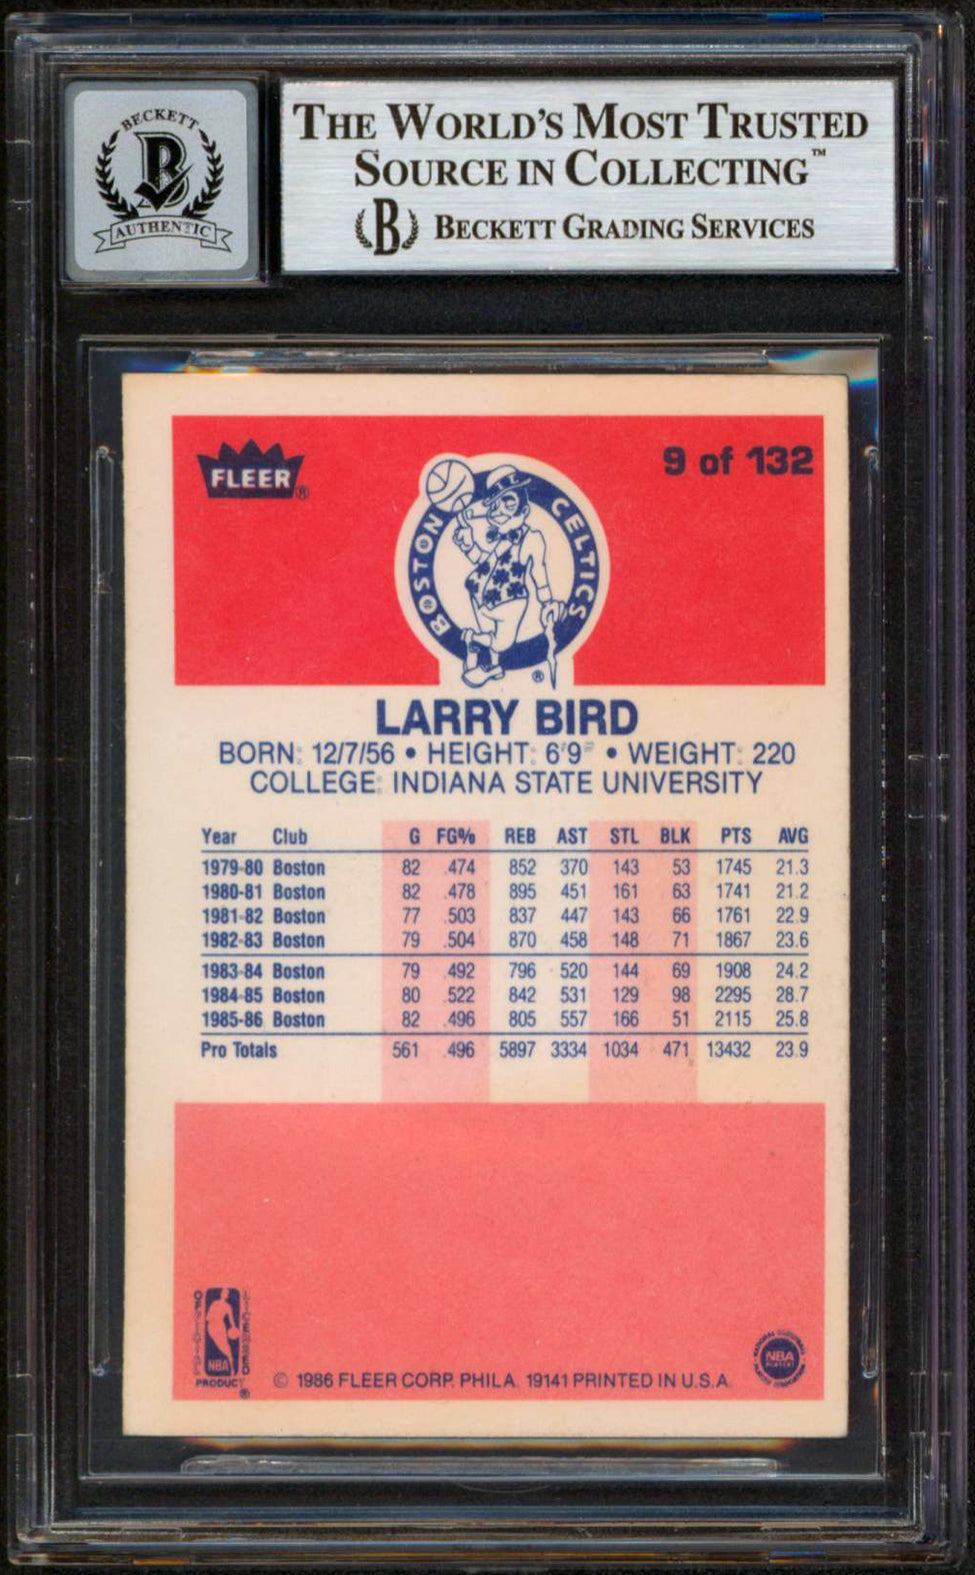 BECKETT
B
AUTHENTIC
THE WORLD'S MOST TRUSTED
SOURCE IN COLLECTING™
B BECKETT GRADING SERVICES
FLEER®
9 of 132
BOSTON CELTICS
®
LARRY BIRD
BORN: 12/7/56 • HEIGHT: 6'9" • WEIGHT: 220
COLLEGE: INDIANA STATE UNIVERSITY
Year Club G FG% REB AST STL BLK PTS AVG
1979-80 Boston 82 .474 852 370 143 53 1745 21.3
1980-81 Boston 82 .478 895 451 161 63 1741 21.2
1981-82 Boston 77 .503 837 447 143 66 1761 22.9
1982-83 Boston 79 .504 870 458 148 71 1867 23.6
1983-84 Boston 79 .492 796 520 144 69 1908 24.2
1984-85 Boston 80 .522 842 531 129 98 2295 28.7
1985-86 Boston 82 .496 805 557 166 51 2115 25.8
Pro Totals 561 .496 5897 3334 1034 471 13432 23.9
OFFICIAL LICENSED
NBA
PRODUCT
®
© 1986 FLEER CORP. PHILA. 19141 PRINTED IN U.S.A.
NATIONAL BASKETBALL
NBA
PLAYERS
PLAYERS ASSOCIATION